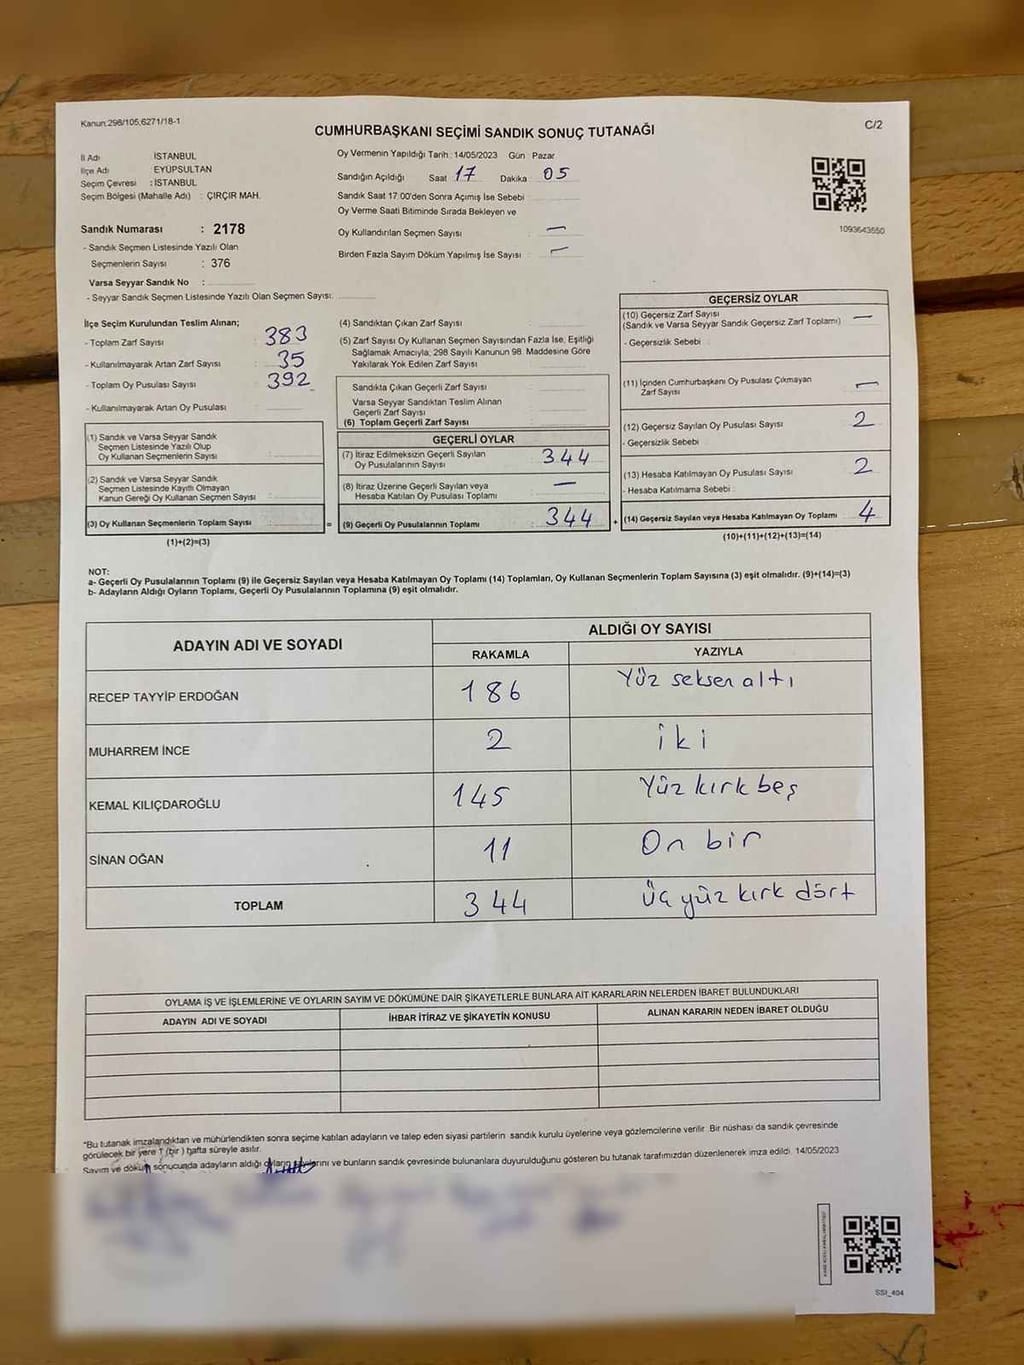 Kanun:298/105,6271/18-1
CUMHURBAŞKANI SEÇİMİ SANDIK SONUÇ TUTANAĞI
C/2
İl Adı : İSTANBUL
İlçe Adı : EYÜPSULTAN
Seçim Çevresi : İSTANBUL
Seçim Bölgesi (Mahalle Adı) : ÇIRÇIR MAH.
Sandık Numarası : 2178
- Sandık Seçmen Listesinde Yazılı Olan
Seçmenlerin Sayısı : 376
Varsa Seyyar Sandık No :
- Seyyar Sandık Seçmen Listesinde Yazılı Olan Seçmen Sayısı:
Oy Vermenin Yapıldığı Tarih: 14/05/2023 Gün : Pazar
Sandığın Açıldığı Saat 17 Dakika 05
Sandık Saat 17:00'den Sonra Açımış İse Sebebi
Oy Verme Saati Bitiminde Sırada Bekleyen ve
Oy Kullandırılan Seçmen Sayısı : —
Birden Fazla Sayım Döküm Yapılmış İse Sayısı : —
1093643550
İlçe Seçim Kurulundan Teslim Alınan;
- Toplam Zarf Sayısı : 383
- Kullanılmayarak Artan Zarf Sayısı : 35
- Toplam Oy Pusulası Sayısı : 392
- Kullanılmayarak Artan Oy Pusulası :
(1) Sandık ve Varsa Seyyar Sandık
Seçmen Listesinde Yazılı Olup
Oy Kullanan Seçmenlerin Sayısı :
(2) Sandık ve Varsa Seyyar Sandık
Seçmen Listesinde Kayıtlı Olmayan
Kanun Gereği Oy Kullanan Seçmen Sayısı :
(3) Oy Kullanan Seçmenlerin Toplam Sayısı : =
(1)+(2)=(3)
(4) Sandıktan Çıkan Zarf Sayısı :
(5) Zarf Sayısı Oy Kullanan Seçmen Sayısından Fazla İse, Eşitliği
Sağlamak Amacıyla, 298 Sayılı Kanunun 98. Maddesine Göre
Yakılarak Yok Edilen Zarf Sayısı :
Sandıkta Çıkan Geçerli Zarf Sayısı :
Varsa Seyyar Sandıktan Teslim Alınan
Geçerli Zarf Sayısı :
(6) Toplam Geçerli Zarf Sayısı :
GEÇERLİ OYLAR
(7) İtiraz Edilmeksizin Geçerli Sayılan
Oy Pusulalarının Sayısı : 344
(8) İtiraz Üzerine Geçerli Sayılan veya
Hesaba Katılan Oy Pusulası Toplamı : —
(9) Geçerli Oy Pusulalarının Toplamı : 344 +
GEÇERSİZ OYLAR
(10) Geçersiz Zarf Sayısı
(Sandık ve Varsa Seyyar Sandık Geçersiz Zarf Toplamı) : —
- Geçersizlik Sebebi :
(11) İçinden Cumhurbaşkanı Oy Pusulası Çıkmayan
Zarf Sayısı : —
(12) Geçersiz Sayılan Oy Pusulası Sayısı : 2
- Geçersizlik Sebebi :
(13) Hesaba Katılmayan Oy Pusulası Sayısı : 2
- Hesaba Katılmama Sebebi :
(14) Geçersiz Sayılan veya Hesaba Katılmayan Oy Toplamı : 4
(10)+(11)+(12)+(13)=(14)
NOT:
a- Geçerli Oy Pusulalarının Toplamı (9) ile Geçersiz Sayılan veya Hesaba Katılmayan Oy Toplamı (14) Toplamları, Oy Kullanan Seçmenlerin Toplam Sayısına (3) eşit olmalıdır. (9)+(14)=(3)
b- Adayların Aldığı Oyların Toplamı, Geçerli Oy Pusulalarının Toplamına (9) eşit olmalıdır.
ADAYIN ADI VE SOYADI
ALDIĞI OY SAYISI
RAKAMLA YAZIYLA
RECEP TAYYİP ERDOĞAN 186 Yüz seksen altı
MUHARREM İNCE 2 iki
KEMAL KILIÇDAROĞLU 145 Yüz kırk beş
SİNAN OĞAN 11 On bir
TOPLAM 344 Üç yüz kırk dört
OYLAMA İŞ VE İŞLEMLERİNE VE OYLARIN SAYIM VE DÖKÜMÜNE DAİR ŞİKAYETLERLE BUNLARA AİT KARARLARIN NELERDEN İBARET BULUNDUKLARI
ADAYIN ADI VE SOYADI İHBAR İTİRAZ VE ŞİKAYETİN KONUSU ALINAN KARARIN NEDEN İBARET OLDUĞU
*Bu tutanak imzalandıktan ve mühürlendikten sonra seçime katılan adayların ve talep eden siyasi partilerin sandık kurulu üyelerine veya gözlemcilerine verilir. Bir nüshası da sandık çevresinde
görülecek bir yere 1 (bir) hafta süreyle asılır.
Sayım ve döküm sonucunda adayların aldığı oyların ve bunların sandık çevresinde bulunanlara duyurulduğunu gösteren bu tutanak tarafımızdan düzenlenerek imza edildi. 14/05/2023
SSI_404